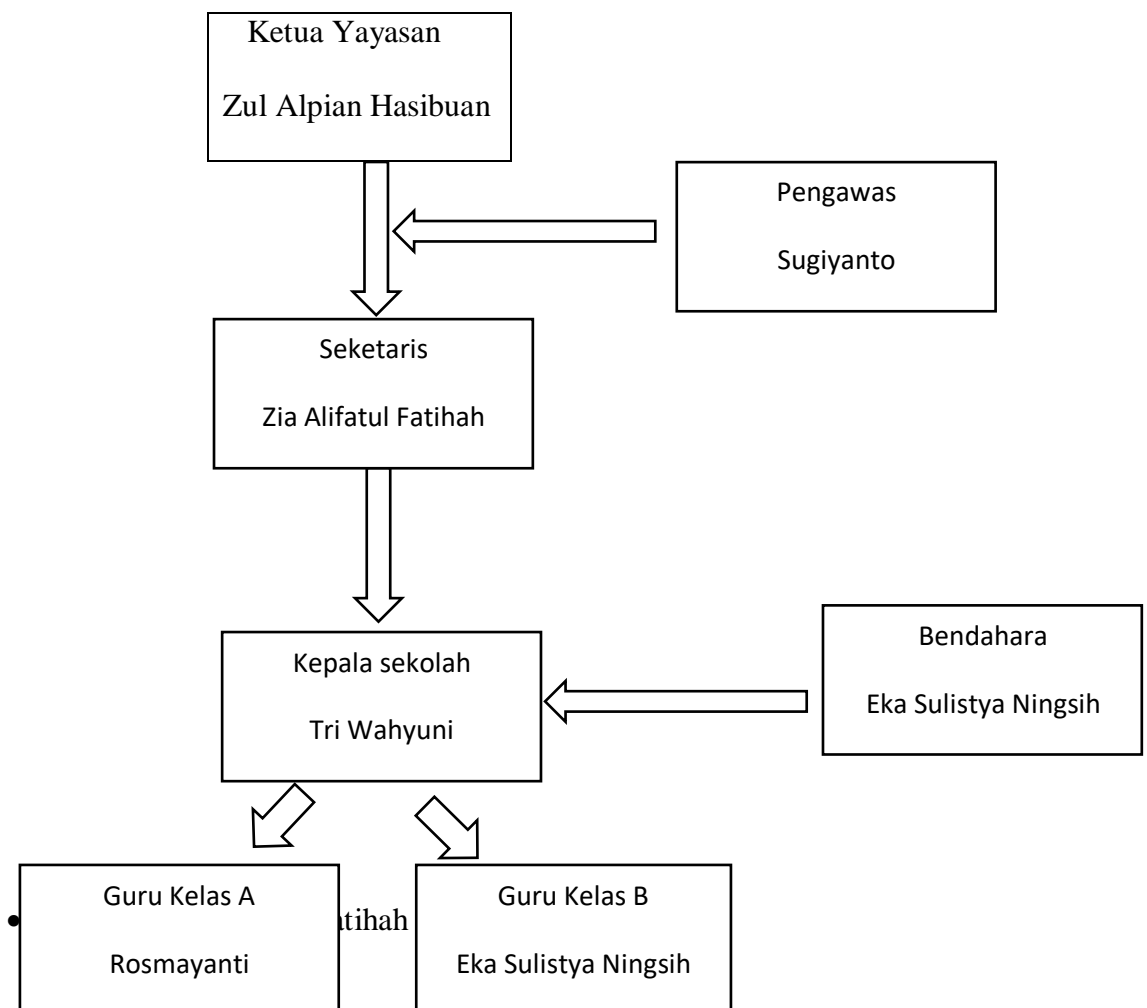 Ketua Yayasan
Zul Alpian Hasibuan
Pengawas
Sugiyanto
Seketaris
Zia Alifatul Fatihah
Kepala sekolah
Tri Wahyuni
Bendahara
Eka Sulistya Ningsih
Guru Kelas A
Rosmayanti
Guru Kelas B
Eka Sulistya Ningsih